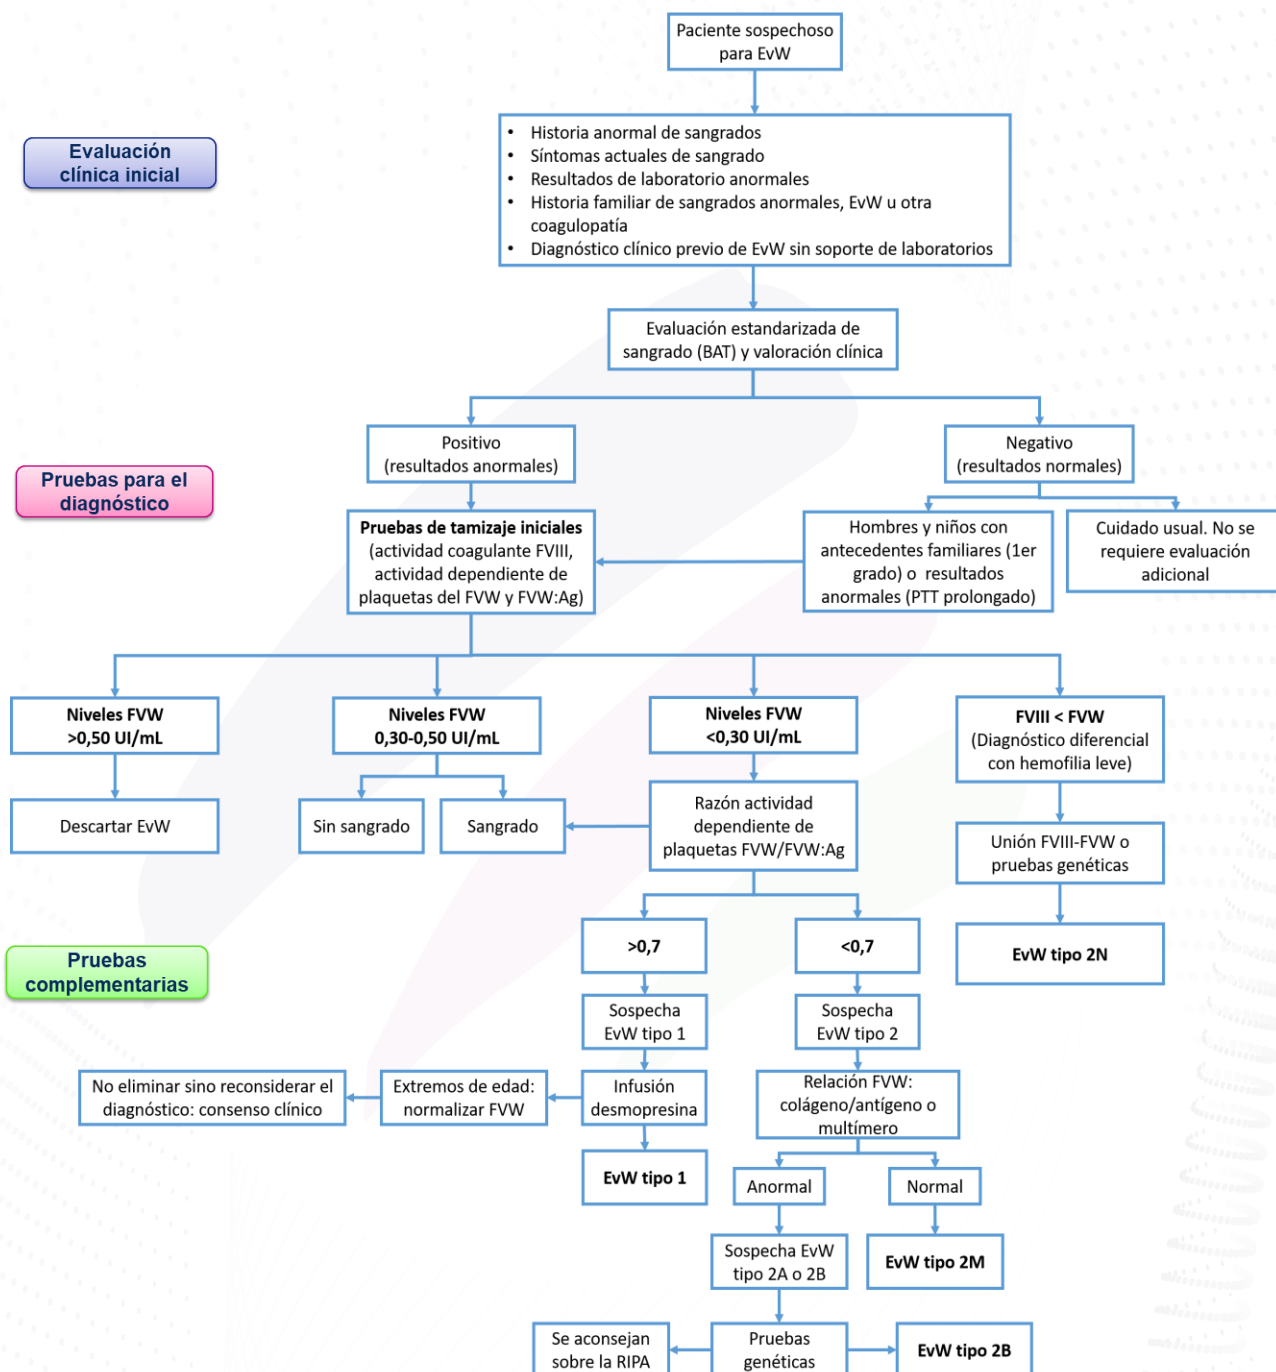 Paciente sospechoso
para EvW
Evaluación
clínica inicial
• Historia anormal de sangrados
• Síntomas actuales de sangrado
• Resultados de laboratorio anormales
• Historia familiar de sangrados anormales, EvW u otra
coagulopatía
• Diagnóstico clínico previo de EvW sin soporte de laboratorios
Evaluación estandarizada de
sangrado (BAT) y valoración clínica
Positivo
(resultados anormales)
Negativo
(resultados normales)
Pruebas para el
diagnóstico
Pruebas de tamizaje iniciales
(actividad coagulante FVIII,
actividad dependiente de
plaquetas del FVW y FVW:Ag)
Hombres y niños con
antecedentes familiares (1er
grado) o resultados
anormales (PTT prolongado)
Cuidado usual. No se
requiere evaluación
adicional
Niveles FVW
>0,50 UI/mL
Niveles FVW
0,30-0,50 UI/mL
Niveles FVW
<0,30 UI/mL
FVIII < FVW
(Diagnóstico diferencial
con hemofilia leve)
Descartar EvW
Sin sangrado
Sangrado
Razón actividad
dependiente de
plaquetas FVW/FVW:Ag
Unión FVIII-FVW o
pruebas genéticas
Pruebas
complementarias
>0,7
<0,7
EvW tipo 2N
Sospecha
EvW tipo 1
Sospecha
EvW tipo 2
No eliminar sino reconsiderar el
diagnóstico: consenso clínico
Extremos de edad:
normalizar FVW
Infusión
desmopresina
Relación FVW:
colágeno/antígeno o
multímero
EvW tipo 1
Anormal
Normal
Sospecha EvW
tipo 2A o 2B
EvW tipo 2M
Se aconsejan
sobre la RIPA
Pruebas
genéticas
EvW tipo 2B